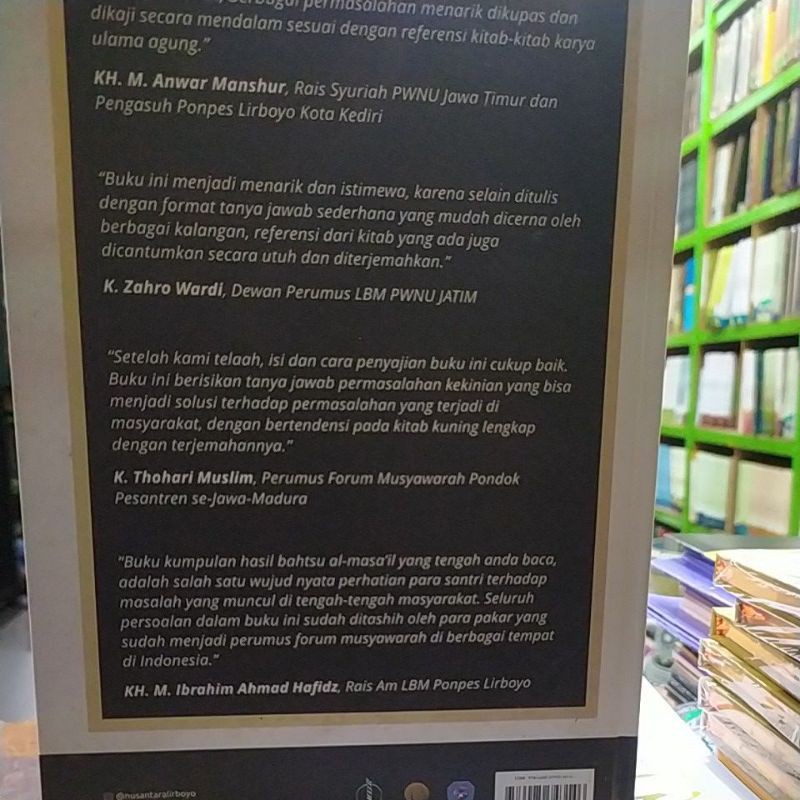 permasalahan menarik dikupas dan
dikaji secara mendalam sesuai dengan referensi kitab-kitab karya
ulama agung."
KH. M. Anwar Manshur, Rais Syuriah PWNU Jawa Timur dan
Pengasuh Ponpes Lirboyo Kota Kediri
"Buku ini menjadi menarik dan istimewa, karena selain ditulis
dengan format tanya jawab sederhana yang mudah dicerna oleh
berbagai kalangan, referensi dari kitab yang ada juga
dicantumkan secara utuh dan diterjemahkan."
K. Zahro Wardi, Dewan Perumus LBM PWNU JATIM
"Setelah kami telaah, isi dan cara penyajian buku ini cukup baik.
Buku ini berisikan tanya jawab permasalahan kekinian yang bisa
menjadi solusi terhadap permasalahan yang terjadi di
masyarakat, dengan bertendensi pada kitab kuning lengkap
dengan terjemahannya."
K. Thohari Muslim, Perumus Forum Musyawarah Pondok
Pesantren se-Jawa-Madura
"Buku kumpulan hasil bahtsu al-masa'il yang tengah anda baca,
adalah salah satu wujud nyata perhatian para santri terhadap
masalah yang muncul di tengah-tengah masyarakat. Seluruh
persoalan dalam buku ini sudah ditashih oleh para pakar yang
sudah menjadi perumus forum musyawarah di berbagai tempat
di Indonesia."
KH. M. Ibrahim Ahmad Hafidz, Rais Am LBM Ponpes Lirboyo
@nusantaralirboyo